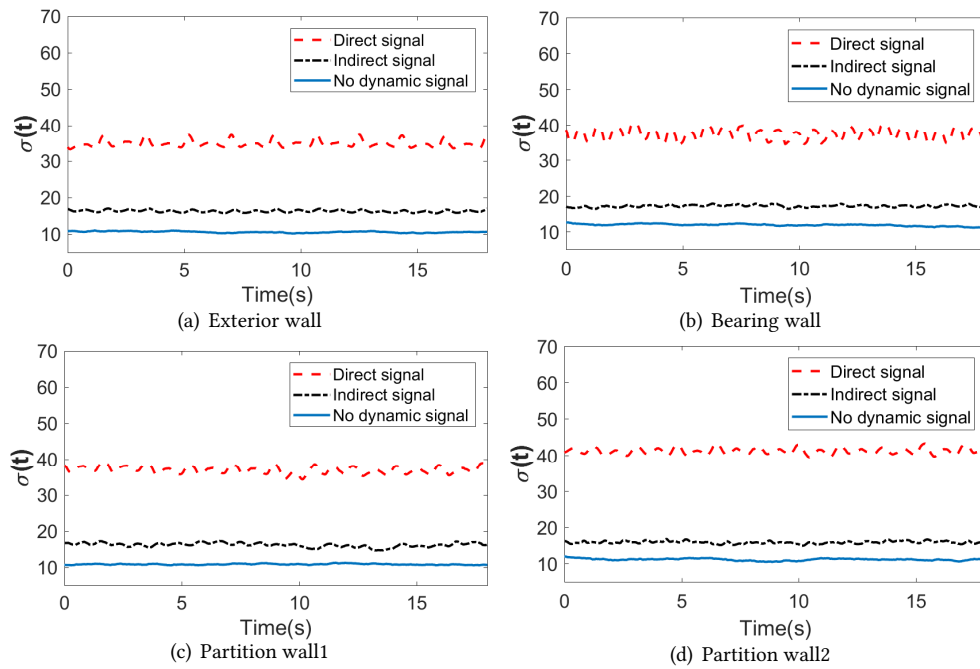 70
60
50
40
30
20
10
σ(t)
Direct signal
Indirect signal
No dynamic signal
0 5 10 15
Time(s)
(a) Exterior wall
70
60
50
40
30
20
10
σ(t)
Direct signal
Indirect signal
No dynamic signal
0 5 10 15
Time(s)
(b) Bearing wall
70
60
50
40
30
20
10
σ(t)
Direct signal
Indirect signal
No dynamic signal
0 5 10 15
Time(s)
(c) Partition wall1
70
60
50
40
30
20
10
σ(t)
Direct signal
Indirect signal
No dynamic signal
0 5 10 15
Time(s)
(d) Partition wall2